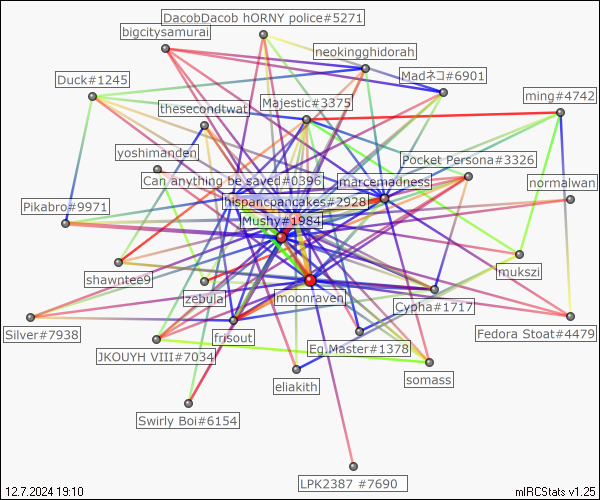 DacobDacob hORNY police#5271
bigcitysamurai
neokingghidorah
Duck#1245
Madネコ#6901
thesecondtwat
Majestic#3375
ming#4742
yoshimanden
Pocket Persona#3326
Can anything be saved#0396
marcemadness
normalwan
hispanicpancakes#2928
Pikabro#9971
Mushy#1984
shawntee9
mukszi
zebula
moonraven
Cypha#1717
Silver#7938
frisout
Fedora Stoat#4479
JKOUYH VIII#7034
Eg.Master#1378
eliakith
somass
Swirly Boi#6154
LPK2387 #7690
12.7.2024 19:10
mIRCStats v1.25